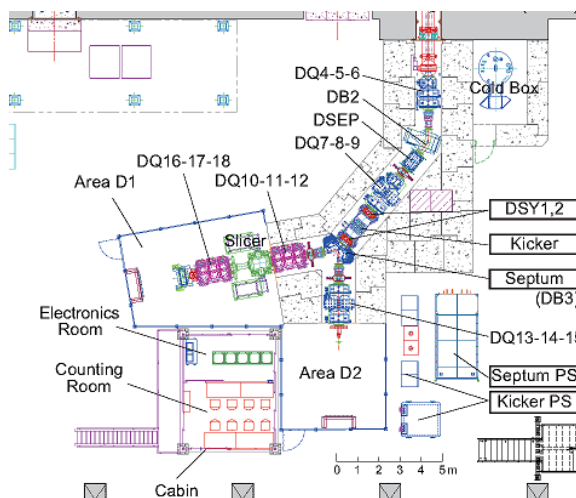 DQ4-5-6
Cold Box
DB2
DSEP
DQ7-8-9
DQ16-17-18
DQ10-11-12
Area D1
DSY1,2
Slicer
Kicker
Septum
(DB3)
Electronics
Room
DQ13-14-15
Counting
Room
Area D2
Septum PS
Kicker PS
0 1 2 3 4 5 m
Cabin